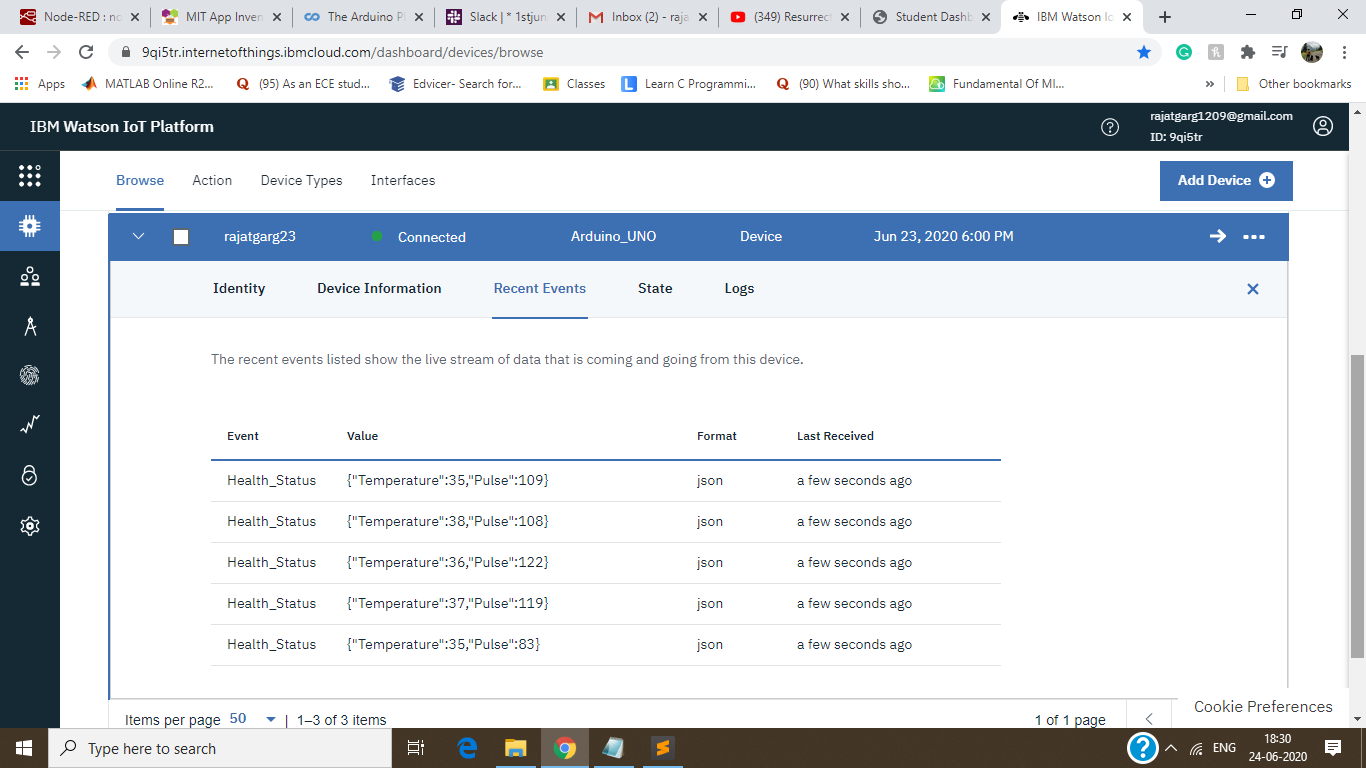 Node-RED : no
MIT App Inven
The Arduino P
Slack | * 1stjun
Inbox (2) - raja
(349) Resurrec
Student Dashb
IBM Watson Io
9qi5tr.internetofthings.ibmcloud.com/dashboard/devices/browse
Apps
MATLAB Online R2...
(95) As an ECE stud...
Edvicer- Search for...
Classes
Learn C Programmi...
(90) What skills sho...
Fundamental Of MI...
»
Other bookmarks
IBM Watson IoT Platform
rajatgarg1209@gmail.com
ID: 9qi5tr
Browse
Action
Device Types
Interfaces
Add Device
rajatgarg23
Connected
Arduino_UNO
Device
Jun 23, 2020 6:00 PM
Identity
Device Information
Recent Events
State
Logs
The recent events listed show the live stream of data that is coming and going from this device.
Event Value Format Last Received
Health_Status {"Temperature":35,"Pulse":109} json a few seconds ago
Health_Status {"Temperature":38,"Pulse":108} json a few seconds ago
Health_Status {"Temperature":36,"Pulse":122} json a few seconds ago
Health_Status {"Temperature":37,"Pulse":119} json a few seconds ago
Health_Status {"Temperature":35,"Pulse":83} json a few seconds ago
Cookie Preferences
Items per page 50 | 1–3 of 3 items
1 of 1 page
Type here to search
ENG
18:30
24-06-2020